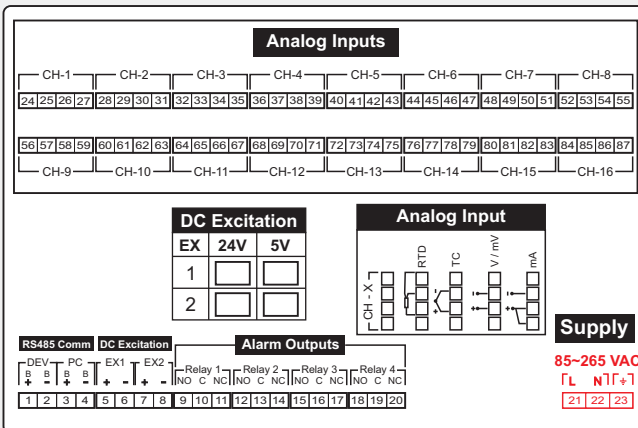 Analog Inputs
CH-1 CH-2 CH-3 CH-4 CH-5 CH-6 CH-7 CH-8
24 25 26 27 28 29 30 31 32 33 34 35 36 37 38 39 40 41 42 43 44 45 46 47 48 49 50 51 52 53 54 55
56 57 58 59 60 61 62 63 64 65 66 67 68 69 70 71 72 73 74 75 76 77 78 79 80 81 82 83 84 85 86 87
CH-9 CH-10 CH-11 CH-12 CH-13 CH-14 CH-15 CH-16
DC Excitation
EX 24V 5V
1
2
Analog Input
CH - X
RTD
TC
V / mV
mA
- +
- +
- +
RS485 Comm DC Excitation Alarm Outputs
DEV PC EX1 EX2 Relay 1 Relay 2 Relay 3 Relay 4
B B B B NO C NC NO C NC NO C NC NO C NC
+ - + - + - + -
1 2 3 4 5 6 7 8 9 10 11 12 13 14 15 16 17 18 19 20
Supply
85~265 VAC
L N
21 22 23